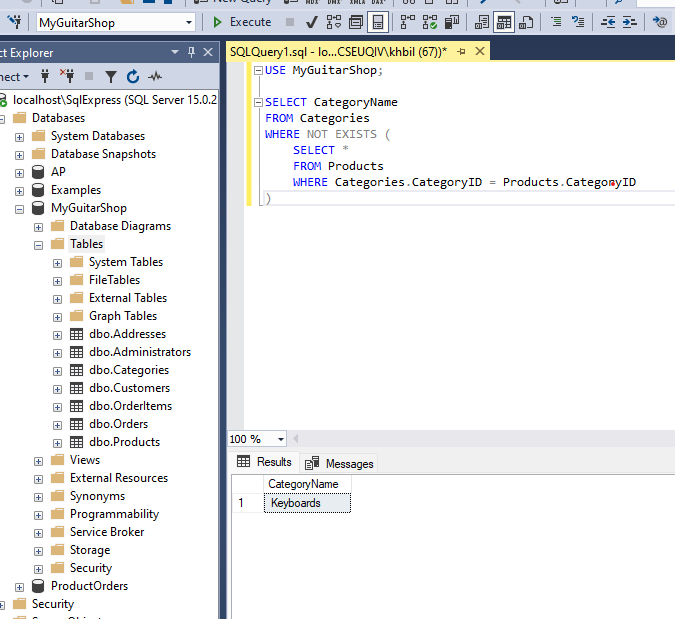 New Query
MyGuitarShop
Execute
ct Explorer
SQLQuery1.sql - lo...CSEUQIV\khbil (67))*
nect
localhost\SqlExpress (SQL Server 15.0.2
Databases
System Databases
Database Snapshots
AP
Examples
MyGuitarShop
Database Diagrams
Tables
System Tables
FileTables
External Tables
Graph Tables
dbo.Addresses
dbo.Administrators
dbo.Categories
dbo.Customers
dbo.OrderItems
dbo.Orders
dbo.Products
Views
External Resources
Synonyms
Programmability
Service Broker
Storage
Security
ProductOrders
Security
USE MyGuitarShop;
SELECT CategoryName
FROM Categories
WHERE NOT EXISTS (
SELECT *
FROM Products
WHERE Categories.CategoryID = Products.CategoryID
)
100 %
Results
Messages
CategoryName
1 Keyboards